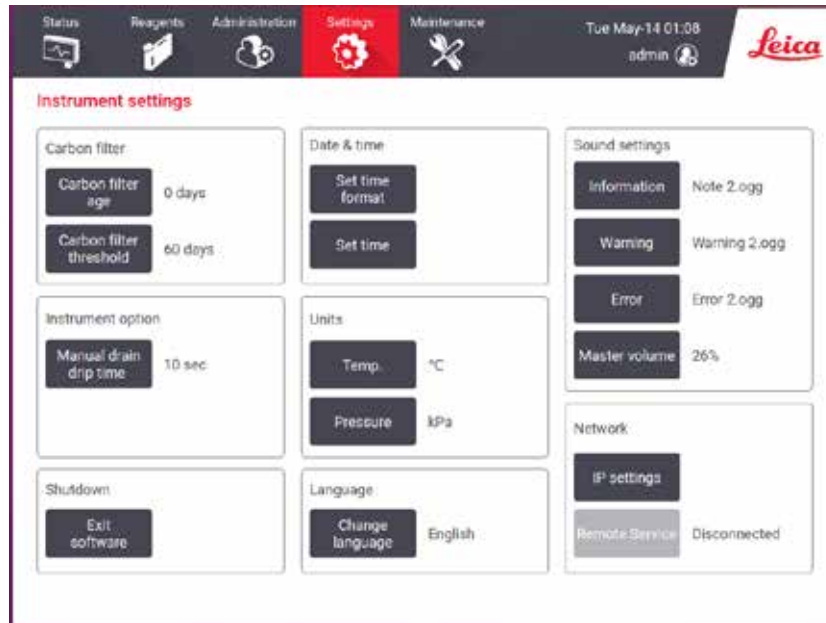 Status
Reagents
Administration
Settings
Maintenance
Tue May-14 01:08
admin
Leica
Instrument settings
Carbon filter
Carbon filter
age
0 days
Carbon filter
threshold
60 days
Instrument option
Manual drain
drip time
10 sec
Shutdown
Exit
software
Date & time
Set time
format
Set time
Units
Temp.
°C
Pressure
kPa
Language
Change
language
English
Sound settings
Information
Note 2.ogg
Warning
Warning 2.ogg
Error
Error 2.ogg
Master volume
26%
Network
IP settings
Remote Service
Disconnected